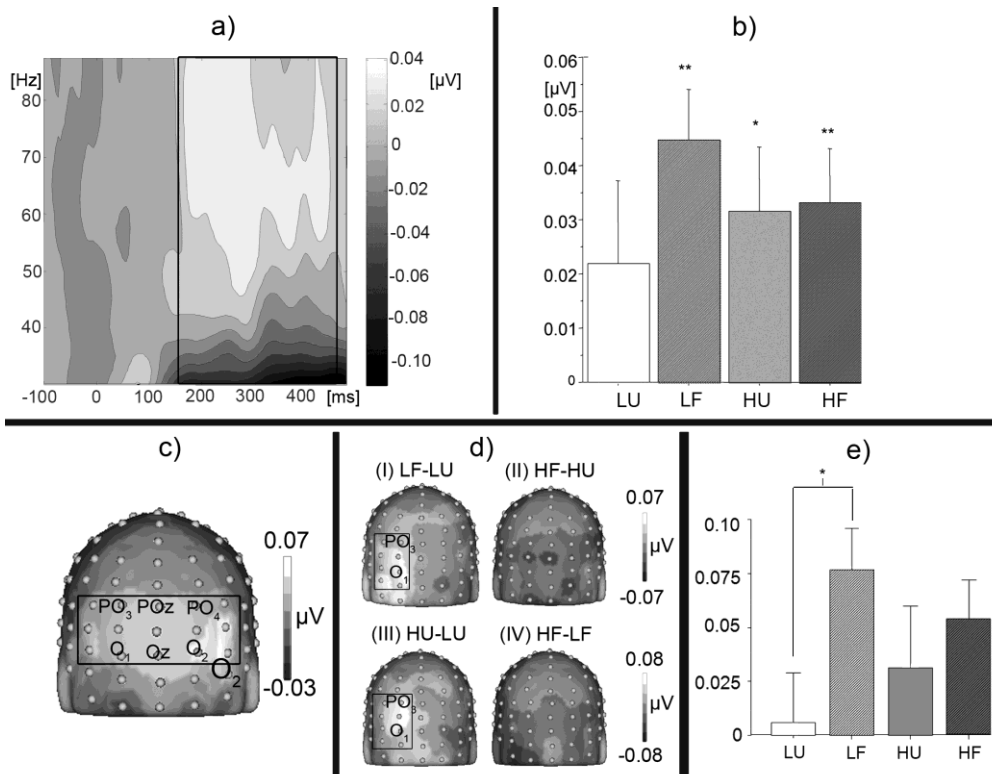 a)
[Hz]
80
70
60
50
40
-100 0 100 200 300 400 [ms]
0.04
[µV]
0.02
0
-0.02
-0.04
-0.06
-0.08
-0.10
b)
0.06
[µV]
0.05
0.04
0.03
0.02
0.01
0
**
*
**
LU LF HU HF
c)
PO3 POz PO4
O1 Oz O2
O2
0.07
µV
-0.03
d)
(I) LF-LU (II) HF-HU
PO3
O1
0.07
µV
-0.07
(III) HU-LU (IV) HF-LF
PO3
O1
0.08
µV
-0.08
e)
*
0.10
0.075
0.05
0.025
0
LU LF HU HF